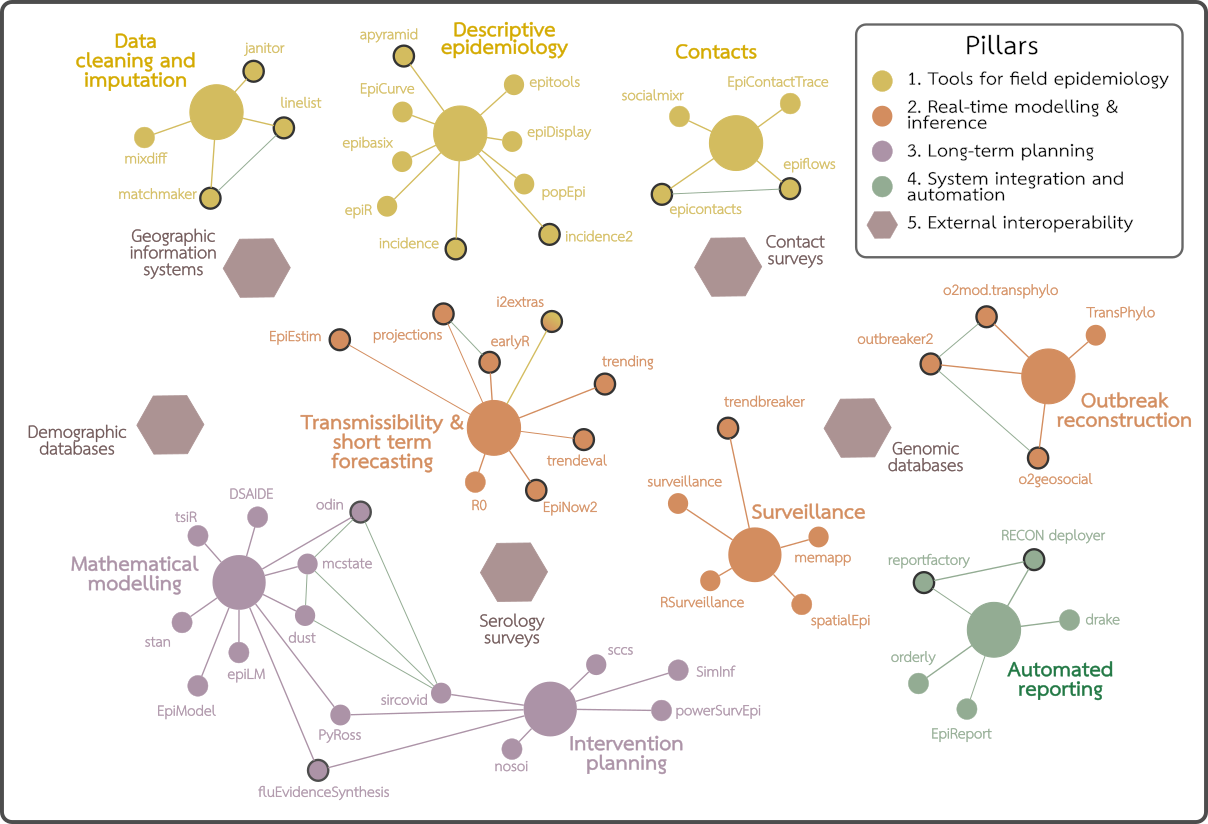 Data
cleaning and
imputation
janitor
linelist
mixdiff
matchmaker
Descriptive
epidemiology
apyramid
EpiCurve
epibasix
epiR
incidence
epitools
epiDisplay
popEpi
incidence2
Contacts
socialmixr
EpiContactTrace
epiflows
epicontacts
Pillars
1. Tools for field epidemiology
2. Real-time modelling &
inference
3. Long-term planning
4. System integration and
automation
5. External interoperability
Geographic
information
systems
Contact
surveys
EpiEstim
projections
i2extras
earlyR
trending
Transmissibility &
short term
forecasting
trendeval
R0
EpiNow2
o2mod.transphylo
TransPhylo
outbreaker2
Outbreak
reconstruction
o2geosocial
Demographic
databases
Genomic
databases
trendbreaker
surveillance
Surveillance
memapp
RSurveillance
spatialEpi
DSAIDE
tsiR
odin
Mathematical
modelling
mcstate
dust
stan
epiLM
EpiModel
PyRoss
sircovid
fluEvidenceSynthesis
Serology
surveys
sccs
SimInf
powerSurvEpi
Intervention
planning
nosoi
RECON deployer
reportfactory
drake
orderly
Automated
reporting
EpiReport